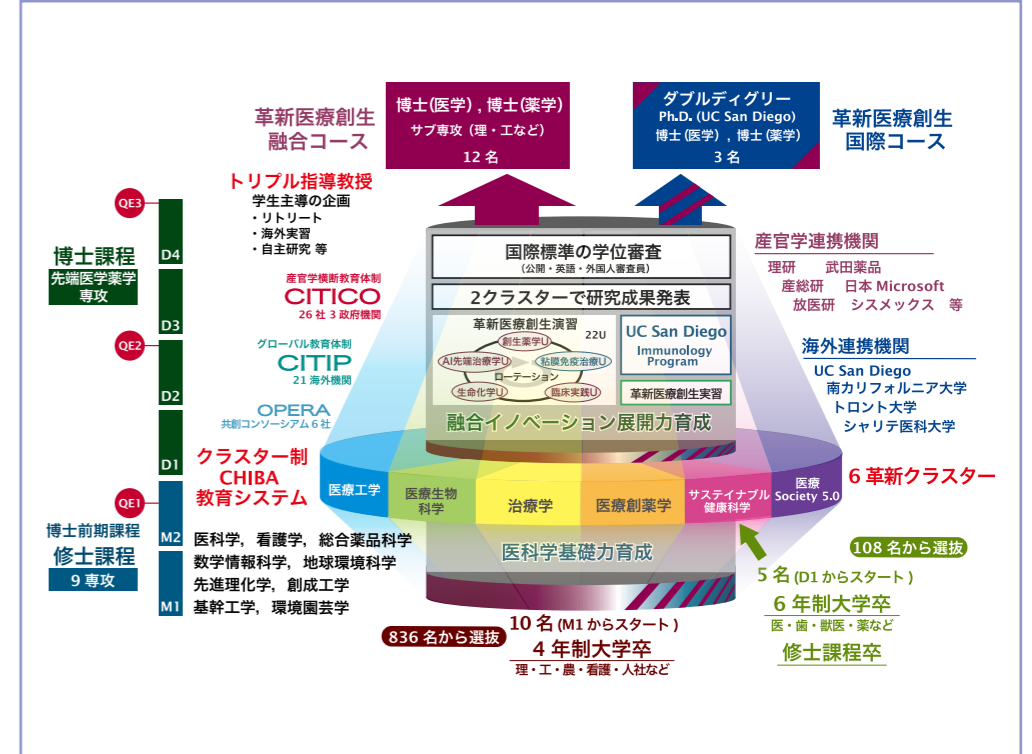 革新医療創生
融合コース
博士(医学) , 博士(薬学)
サブ専攻（理・工など）
12 名
ダブルディグリー
Ph.D. (UC San Diego)
博士(医学) , 博士(薬学)
3 名
革新医療創生
国際コース
トリプル指導教授
学生主導の企画
・リトリート
・海外実習
・自主研究 等
産官学横断教育体制
CITICO
26 社 3 政府機関
グローバル教育体制
CITIP
21 海外機関
OPERA
共創コンソーシアム 6 社
クラスター制
CHIBA
教育システム
QE3
QE2
QE1
D4
D3
D2
D1
M2
M1
博士課程
先端医学薬学
専攻
博士前期課程
修士課程
9 専攻
国際標準の学位審査
（公開・英語・外国人審査員）
2クラスターで研究成果発表
革新医療創生演習
22U
創生薬学U
AI先端治療学U
粘膜免疫治療U
ローテーション
生命化学U
臨床実践U
UC San Diego
Immunology
Program
革新医療創生実習
融合イノベーション展開力育成
産官学連携機関
理研 武田薬品
産総研 日本 Microsoft
放医研 シスメックス 等
海外連携機関
UC San Diego
南カリフォルニア大学
トロント大学
シャリテ医科大学
医療工学
医療生物
科学
治療学
医療創薬学
サステイナブル
健康科学
医療
Society 5.0
6 革新クラスター
医科学基礎力育成
医科学，看護学，総合薬品科学
数学情報科学，地球環境科学
先進理化学，創成工学
基幹工学，環境園芸学
836 名から選抜
10 名 (M1 からスタート )
4 年制大学卒
理・工・農・看護・人社など
108 名から選抜
5 名 (D1 からスタート )
6 年制大学卒
医・歯・獣医・薬など
修士課程卒